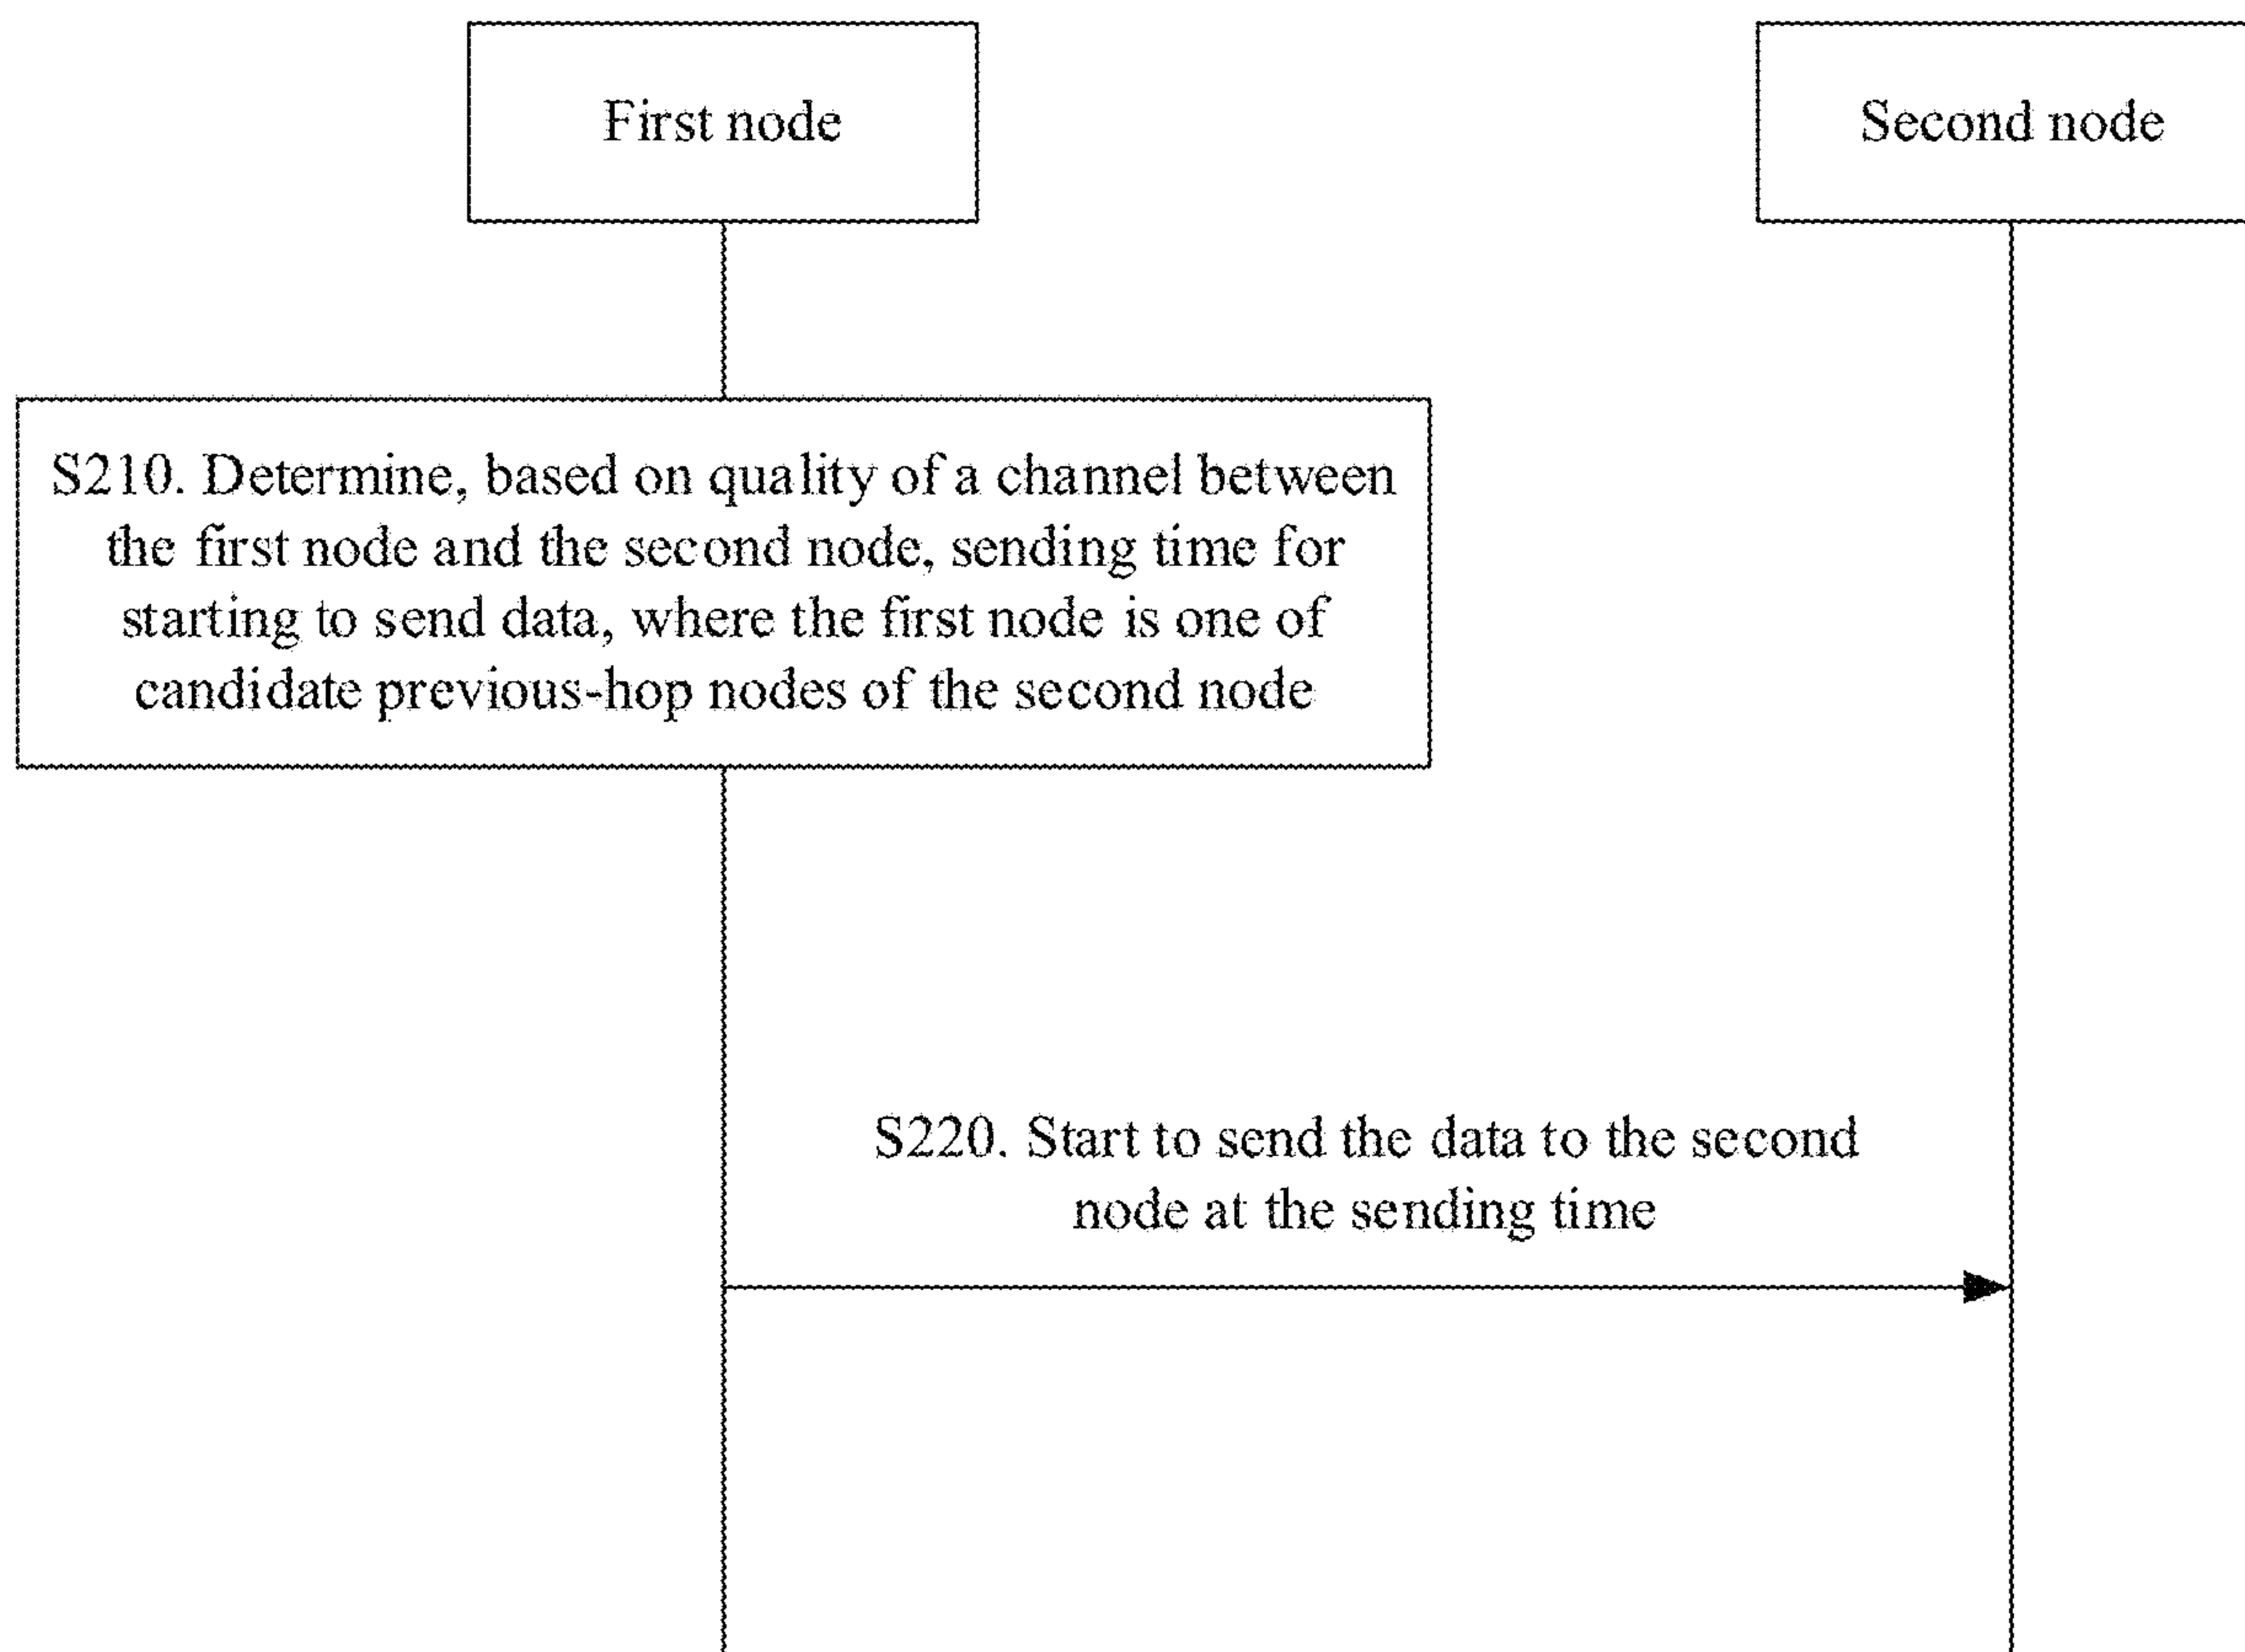 First node
Second node
S210. Determine, based on quality of a channel between
the first node and the second node, sending time for
starting to send data, where the first node is one of
candidate previous-hop nodes of the second node
S220. Start to send the data to the second
node at the sending time